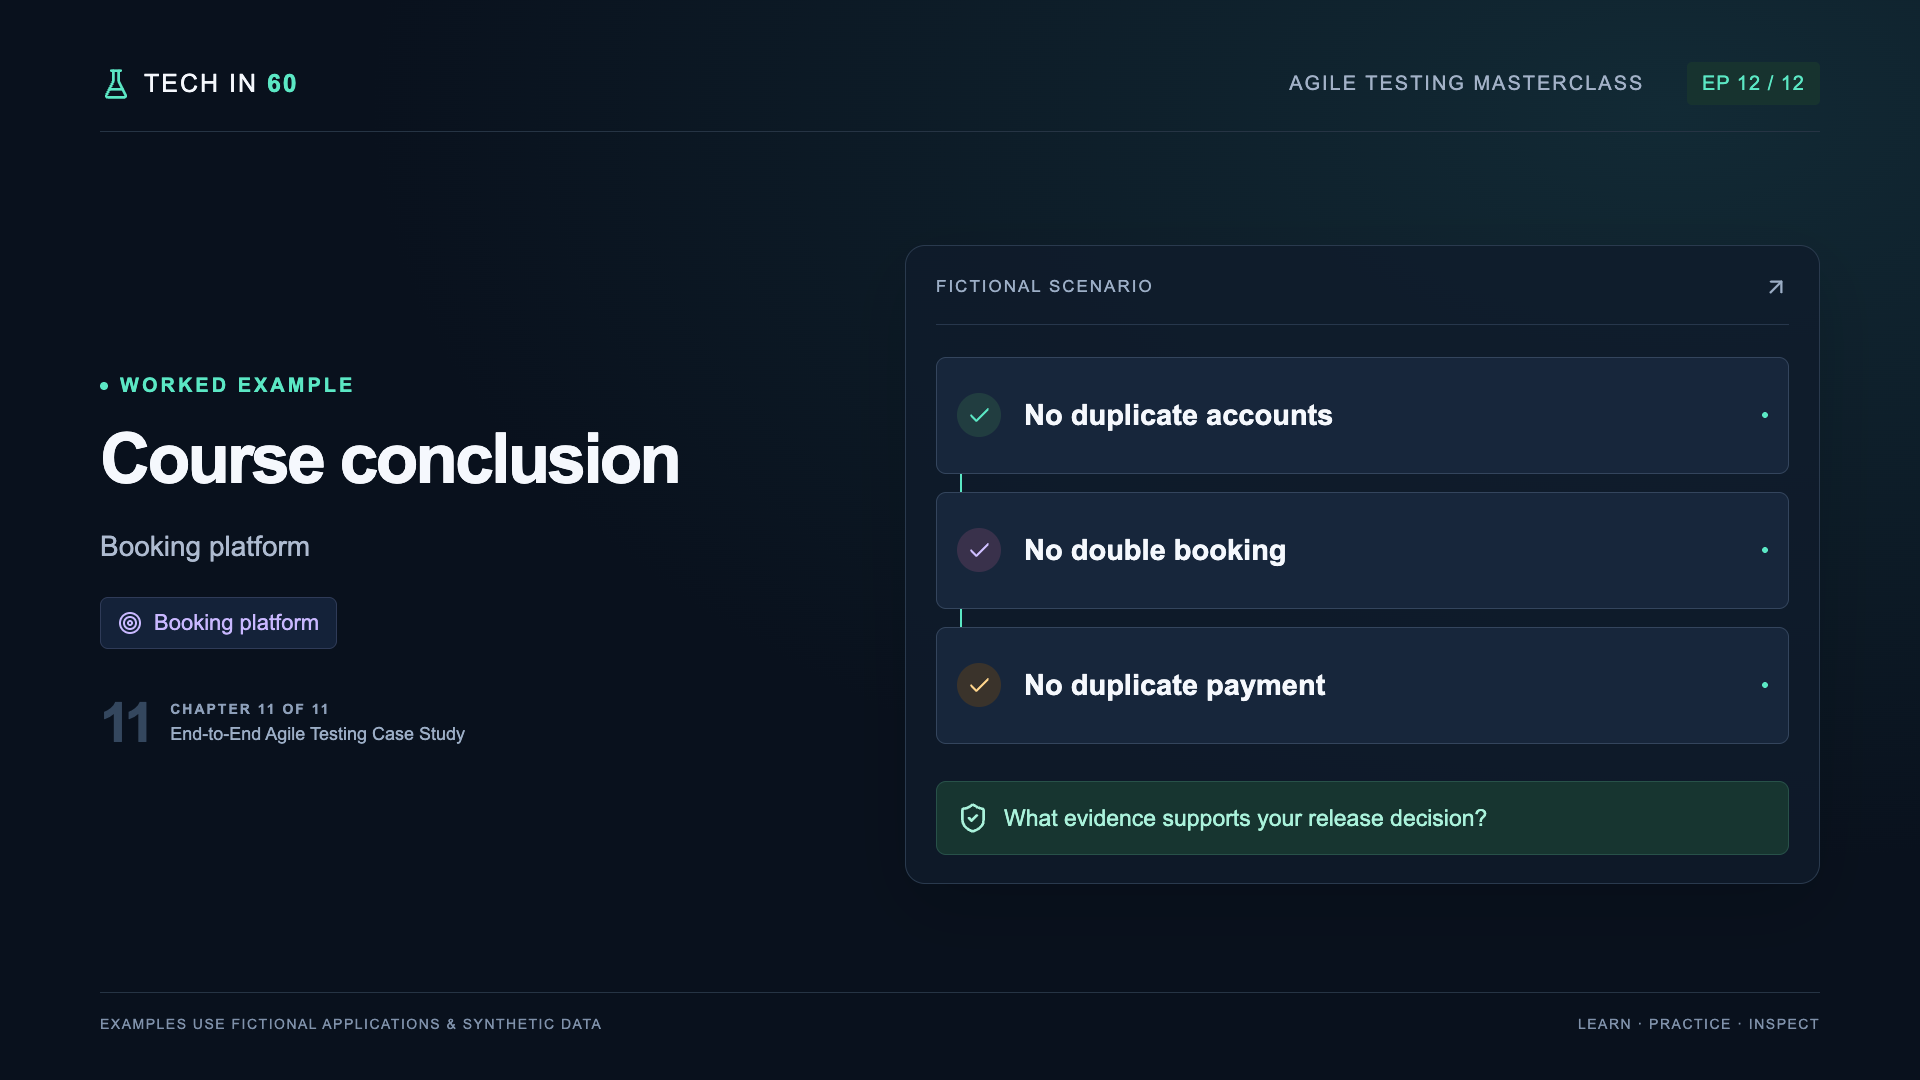 TECH IN 60
AGILE TESTING MASTERCLASS
EP 12 / 12
WORKED EXAMPLE
Course conclusion
Booking platform
Booking platform
11
CHAPTER 11 OF 11
End-to-End Agile Testing Case Study
FICTIONAL SCENARIO
No duplicate accounts
No double booking
No duplicate payment
What evidence supports your release decision?
EXAMPLES USE FICTIONAL APPLICATIONS & SYNTHETIC DATA
LEARN · PRACTICE · INSPECT